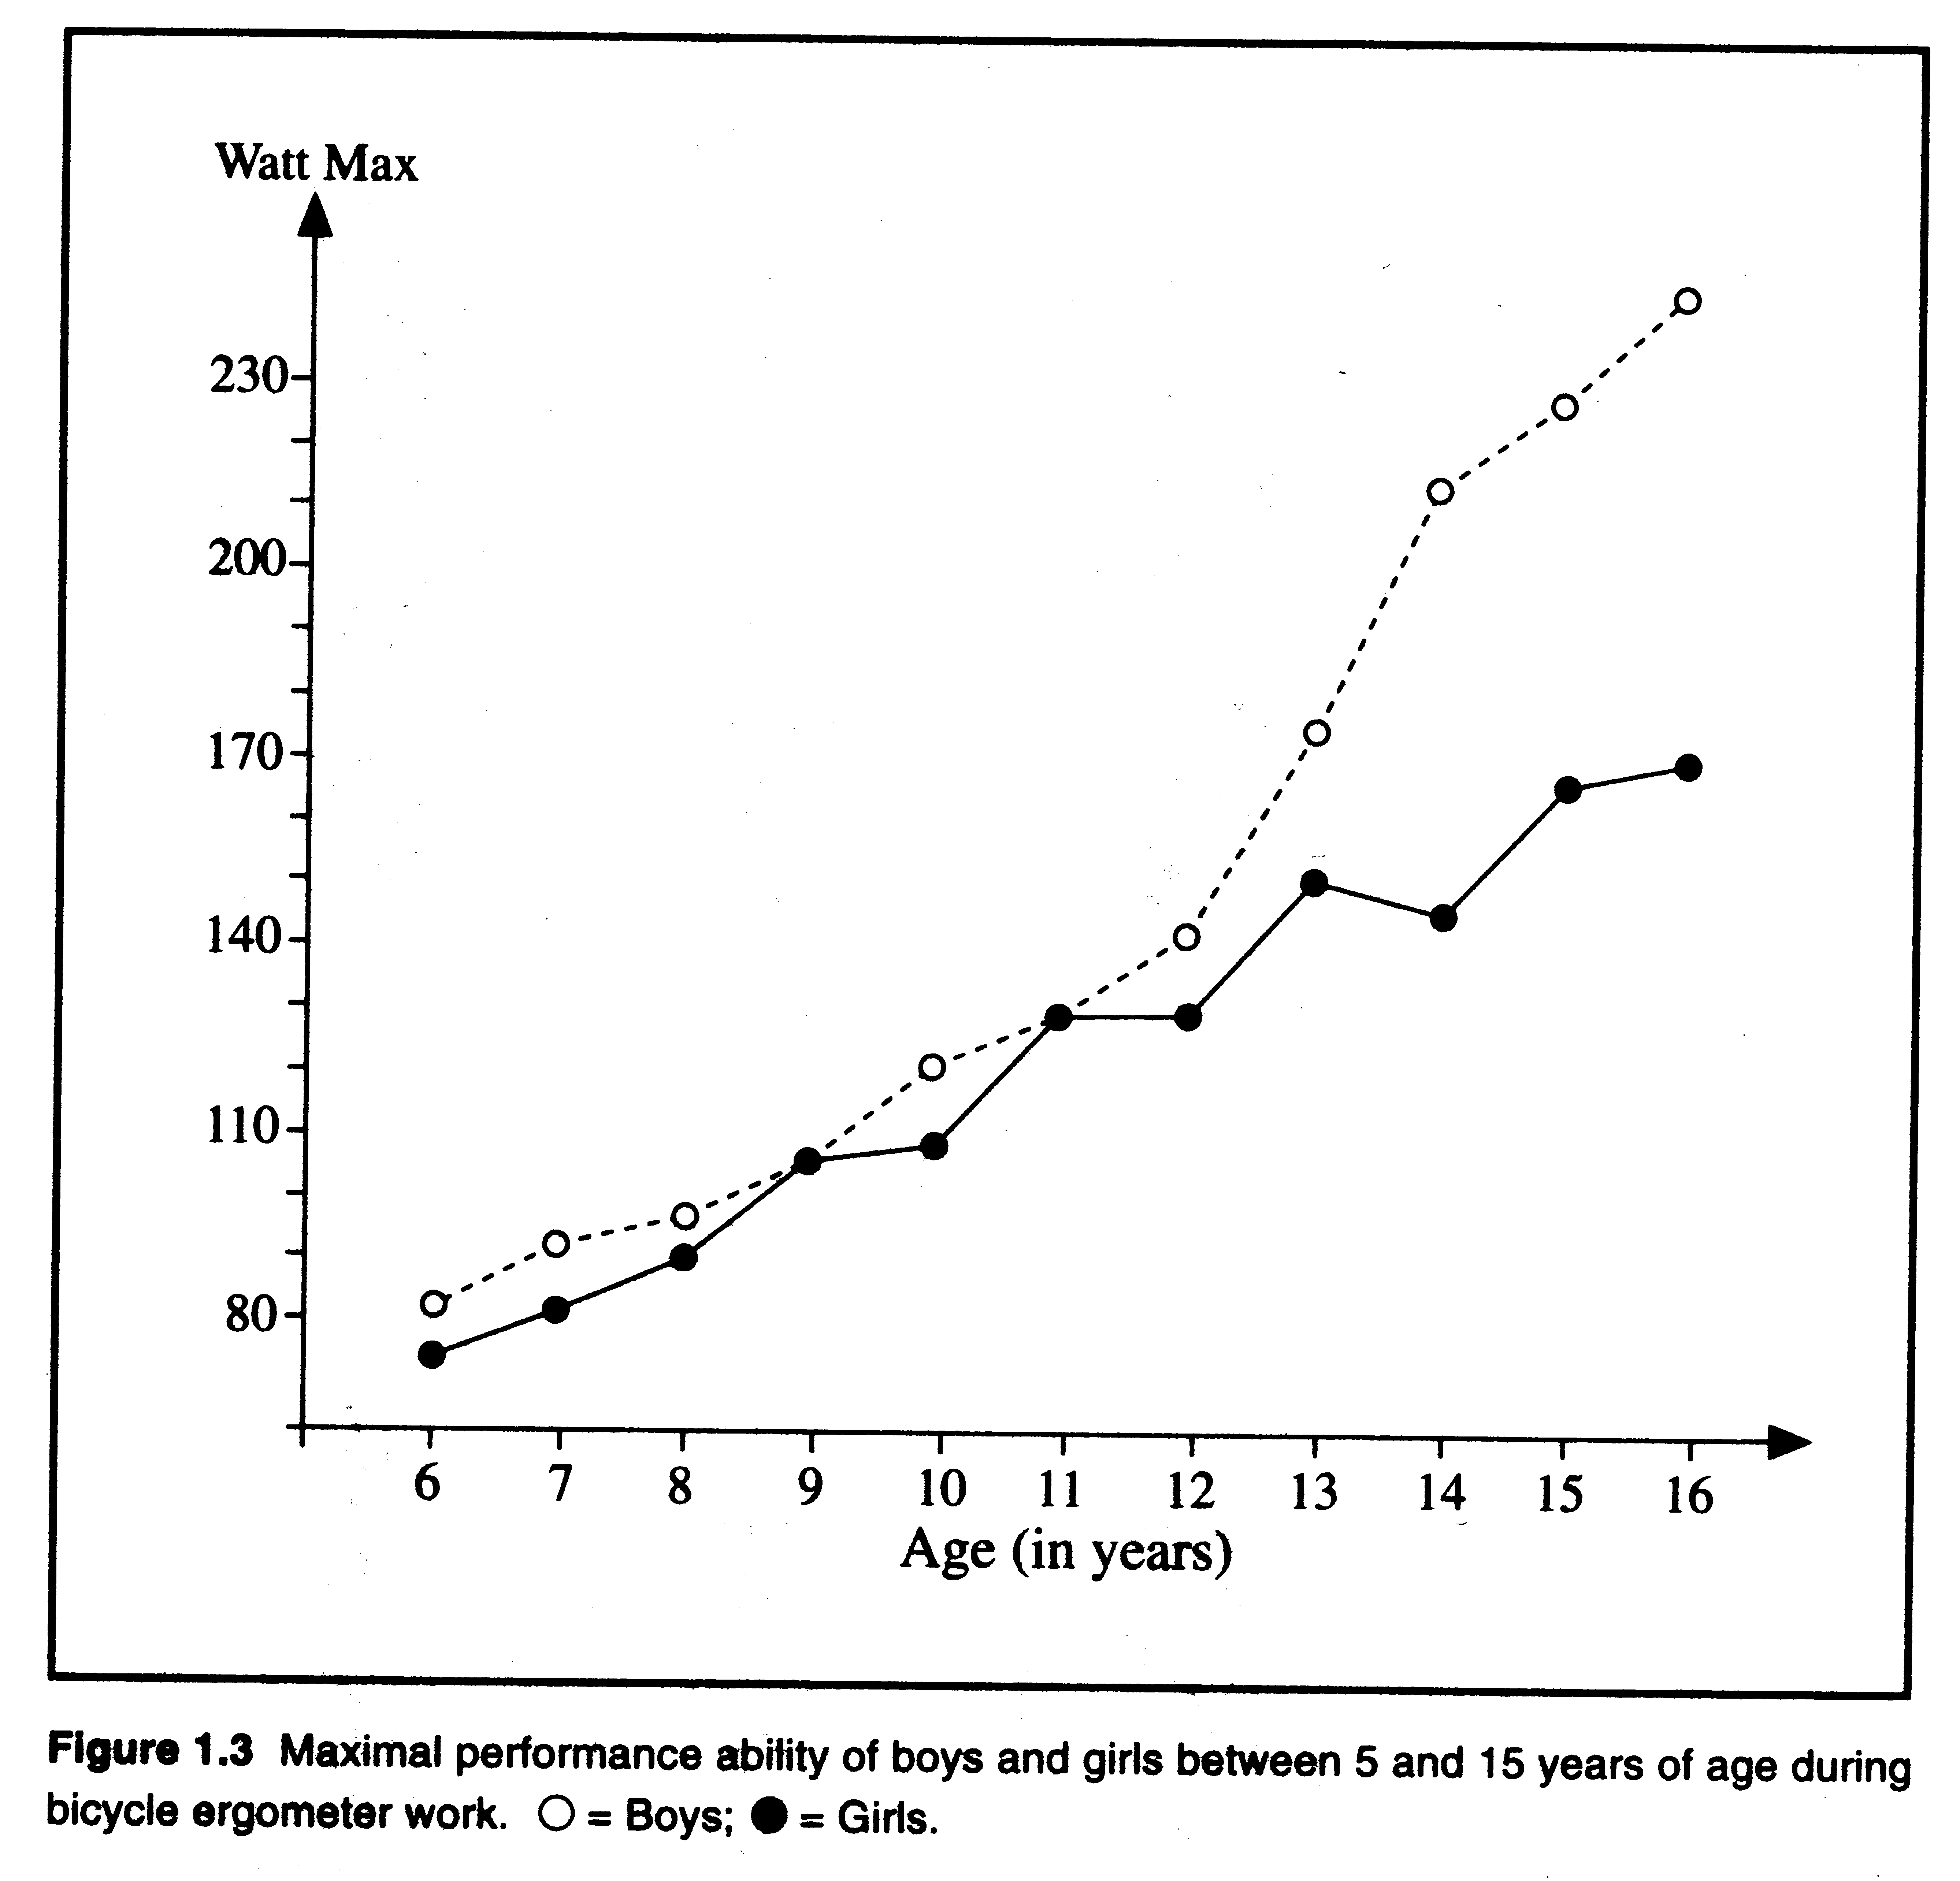 Watt Max
230
200
170
140
110
80
6 7 8 9 10 11 12 13 14 15 16
Age (in years)
Figure 1.3 Maximal performance ability of boys and girls between 5 and 15 years of age during
bicycle ergometer work. ○ = Boys; ● = Girls.